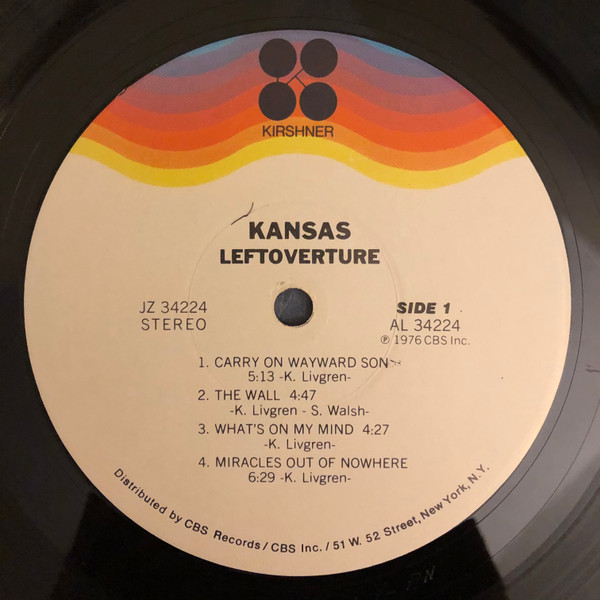 KIRSHNER
KANSAS
LEFTOVERTURE
JZ 34224
STEREO
SIDE 1
AL 34224
℗ 1976 CBS Inc.
1. CARRY ON WAYWARD SON
5:13 -K. Livgren-
2. THE WALL 4:47
-K. Livgren - S. Walsh-
3. WHAT'S ON MY MIND 4:27
-K. Livgren-
4. MIRACLES OUT OF NOWHERE
6:29 -K. Livgren-
Distributed by CBS Records / CBS Inc. / 51 W. 52 Street, New York, N.Y.